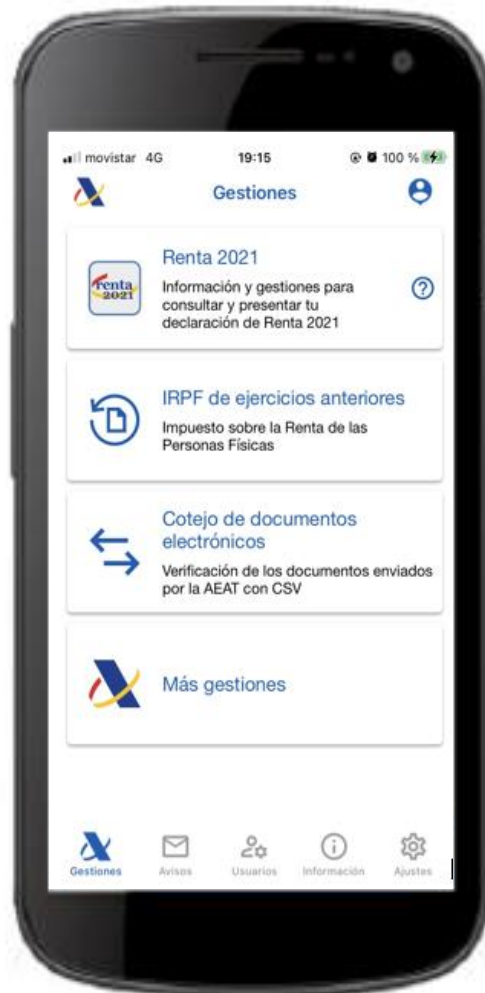 movistar 4G 19:15 100 %
Gestiones
Renta 2021
renta
2021
Información y gestiones para
consultar y presentar tu
declaración de Renta 2021
IRPF de ejercicios anteriores
Impuesto sobre la Renta de las
Personas Físicas
Cotejo de documentos
electrónicos
Verificación de los documentos enviados
por la AEAT con CSV
Más gestiones
Gestiones Avisos Usuarios Información Ajustes